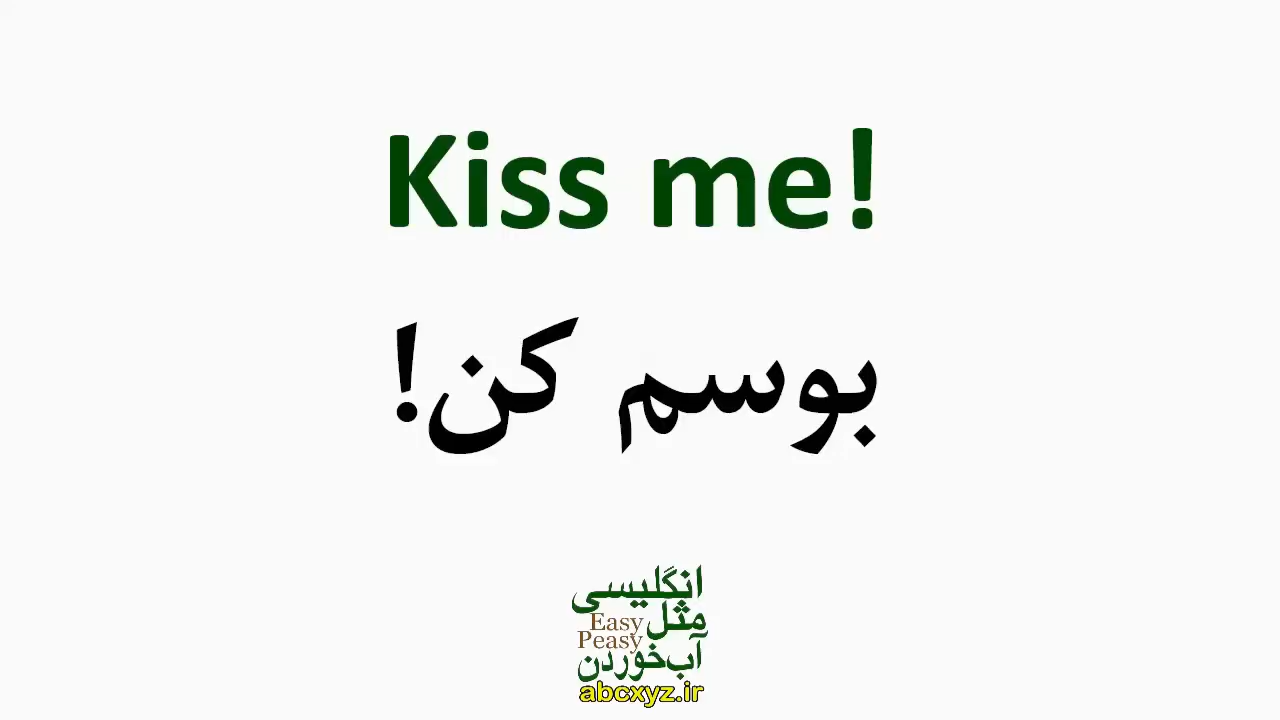 Kiss me!
بوسم کن!
انگلیسی
مثل Easy
Peasy
آب‌خوردن
abcxyz.ir